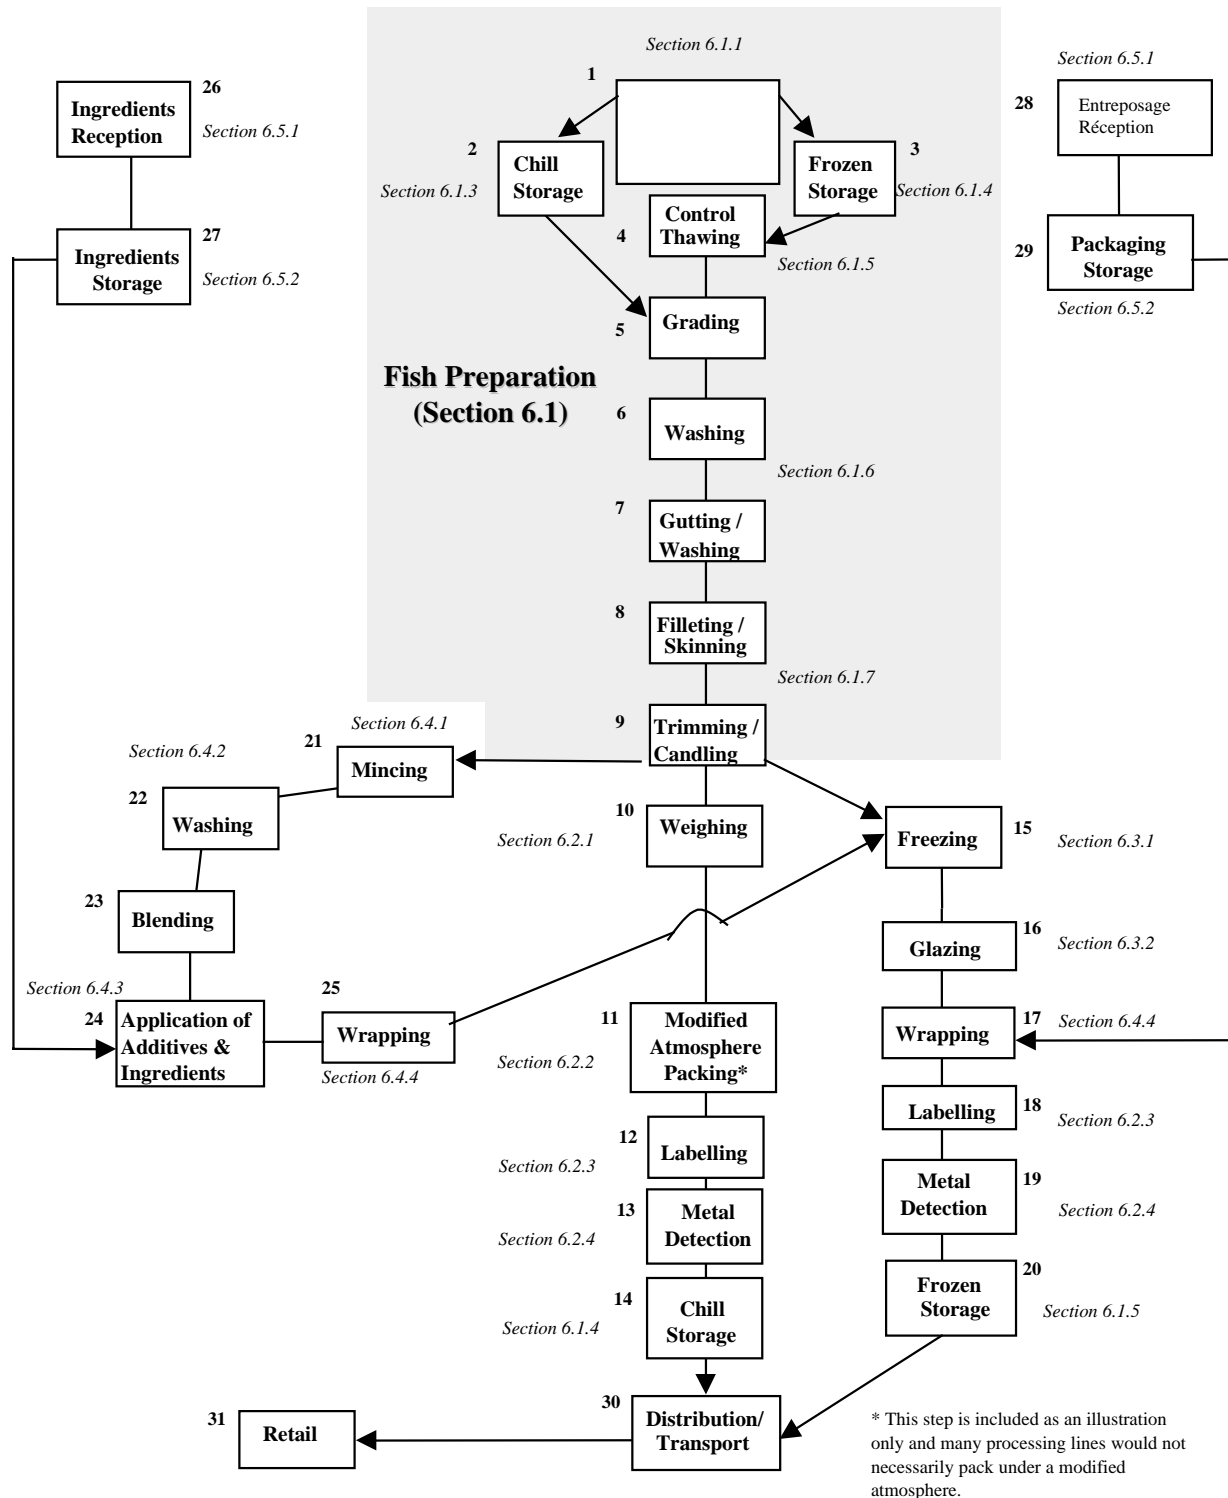 Section 6.1.1
1
26
Ingredients
Reception
Section 6.5.1
Section 6.5.1
28
Entreposage
Réception
2
Chill
Storage
Section 6.1.3
3
Frozen
Storage
Section 6.1.4
4
Control
Thawing
Section 6.1.5
27
Ingredients
Storage
Section 6.5.2
29
Packaging
Storage
Section 6.5.2
5
Grading
Fish Preparation
(Section 6.1)
6
Washing
Section 6.1.6
7
Gutting /
Washing
8
Filleting /
Skinning
Section 6.1.7
9
Trimming /
Candling
Section 6.4.1
21
Mincing
Section 6.4.2
22
Washing
10
Weighing
Section 6.2.1
Freezing
15
Section 6.3.1
23
Blending
16
Glazing
Section 6.3.2
Section 6.4.3
24
Application of
Additives &
Ingredients
25
Wrapping
Section 6.4.4
11
Modified
Atmosphere
Packing*
Section 6.2.2
17
Wrapping
Section 6.4.4
18
Labelling
Section 6.2.3
12
Labelling
Section 6.2.3
19
Metal
Detection
Section 6.2.4
13
Metal
Detection
Section 6.2.4
20
Frozen
Storage
Section 6.1.5
14
Chill
Storage
Section 6.1.4
30
Distribution/
Transport
31
Retail
* This step is included as an illustration
only and many processing lines would not
necessarily pack under a modified
atmosphere.